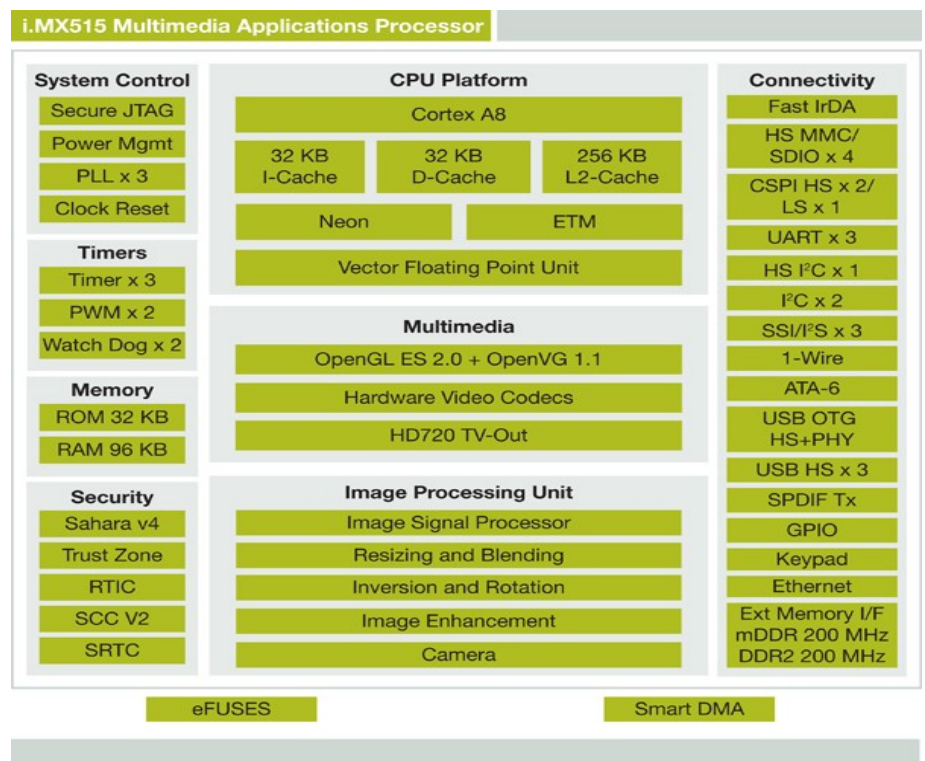 i.MX515 Multimedia Applications Processor
System Control
Secure JTAG
Power Mgmt
PLL x 3
Clock Reset
Timers
Timer x 3
PWM x 2
Watch Dog x 2
Memory
ROM 32 KB
RAM 96 KB
Security
Sahara v4
Trust Zone
RTIC
SCC V2
SRTC
CPU Platform
Cortex A8
32 KB
I-Cache
32 KB
D-Cache
256 KB
L2-Cache
Neon
ETM
Vector Floating Point Unit
Multimedia
OpenGL ES 2.0 + OpenVG 1.1
Hardware Video Codecs
HD720 TV-Out
Image Processing Unit
Image Signal Processor
Resizing and Blending
Inversion and Rotation
Image Enhancement
Camera
Connectivity
Fast IrDA
HS MMC/
SDIO x 4
CSPI HS x 2/
LS x 1
UART x 3
HS I²C x 1
I²C x 2
SSI/I²S x 3
1-Wire
ATA-6
USB OTG
HS+PHY
USB HS x 3
SPDIF Tx
GPIO
Keypad
Ethernet
Ext Memory I/F
mDDR 200 MHz
DDR2 200 MHz
eFUSES
Smart DMA